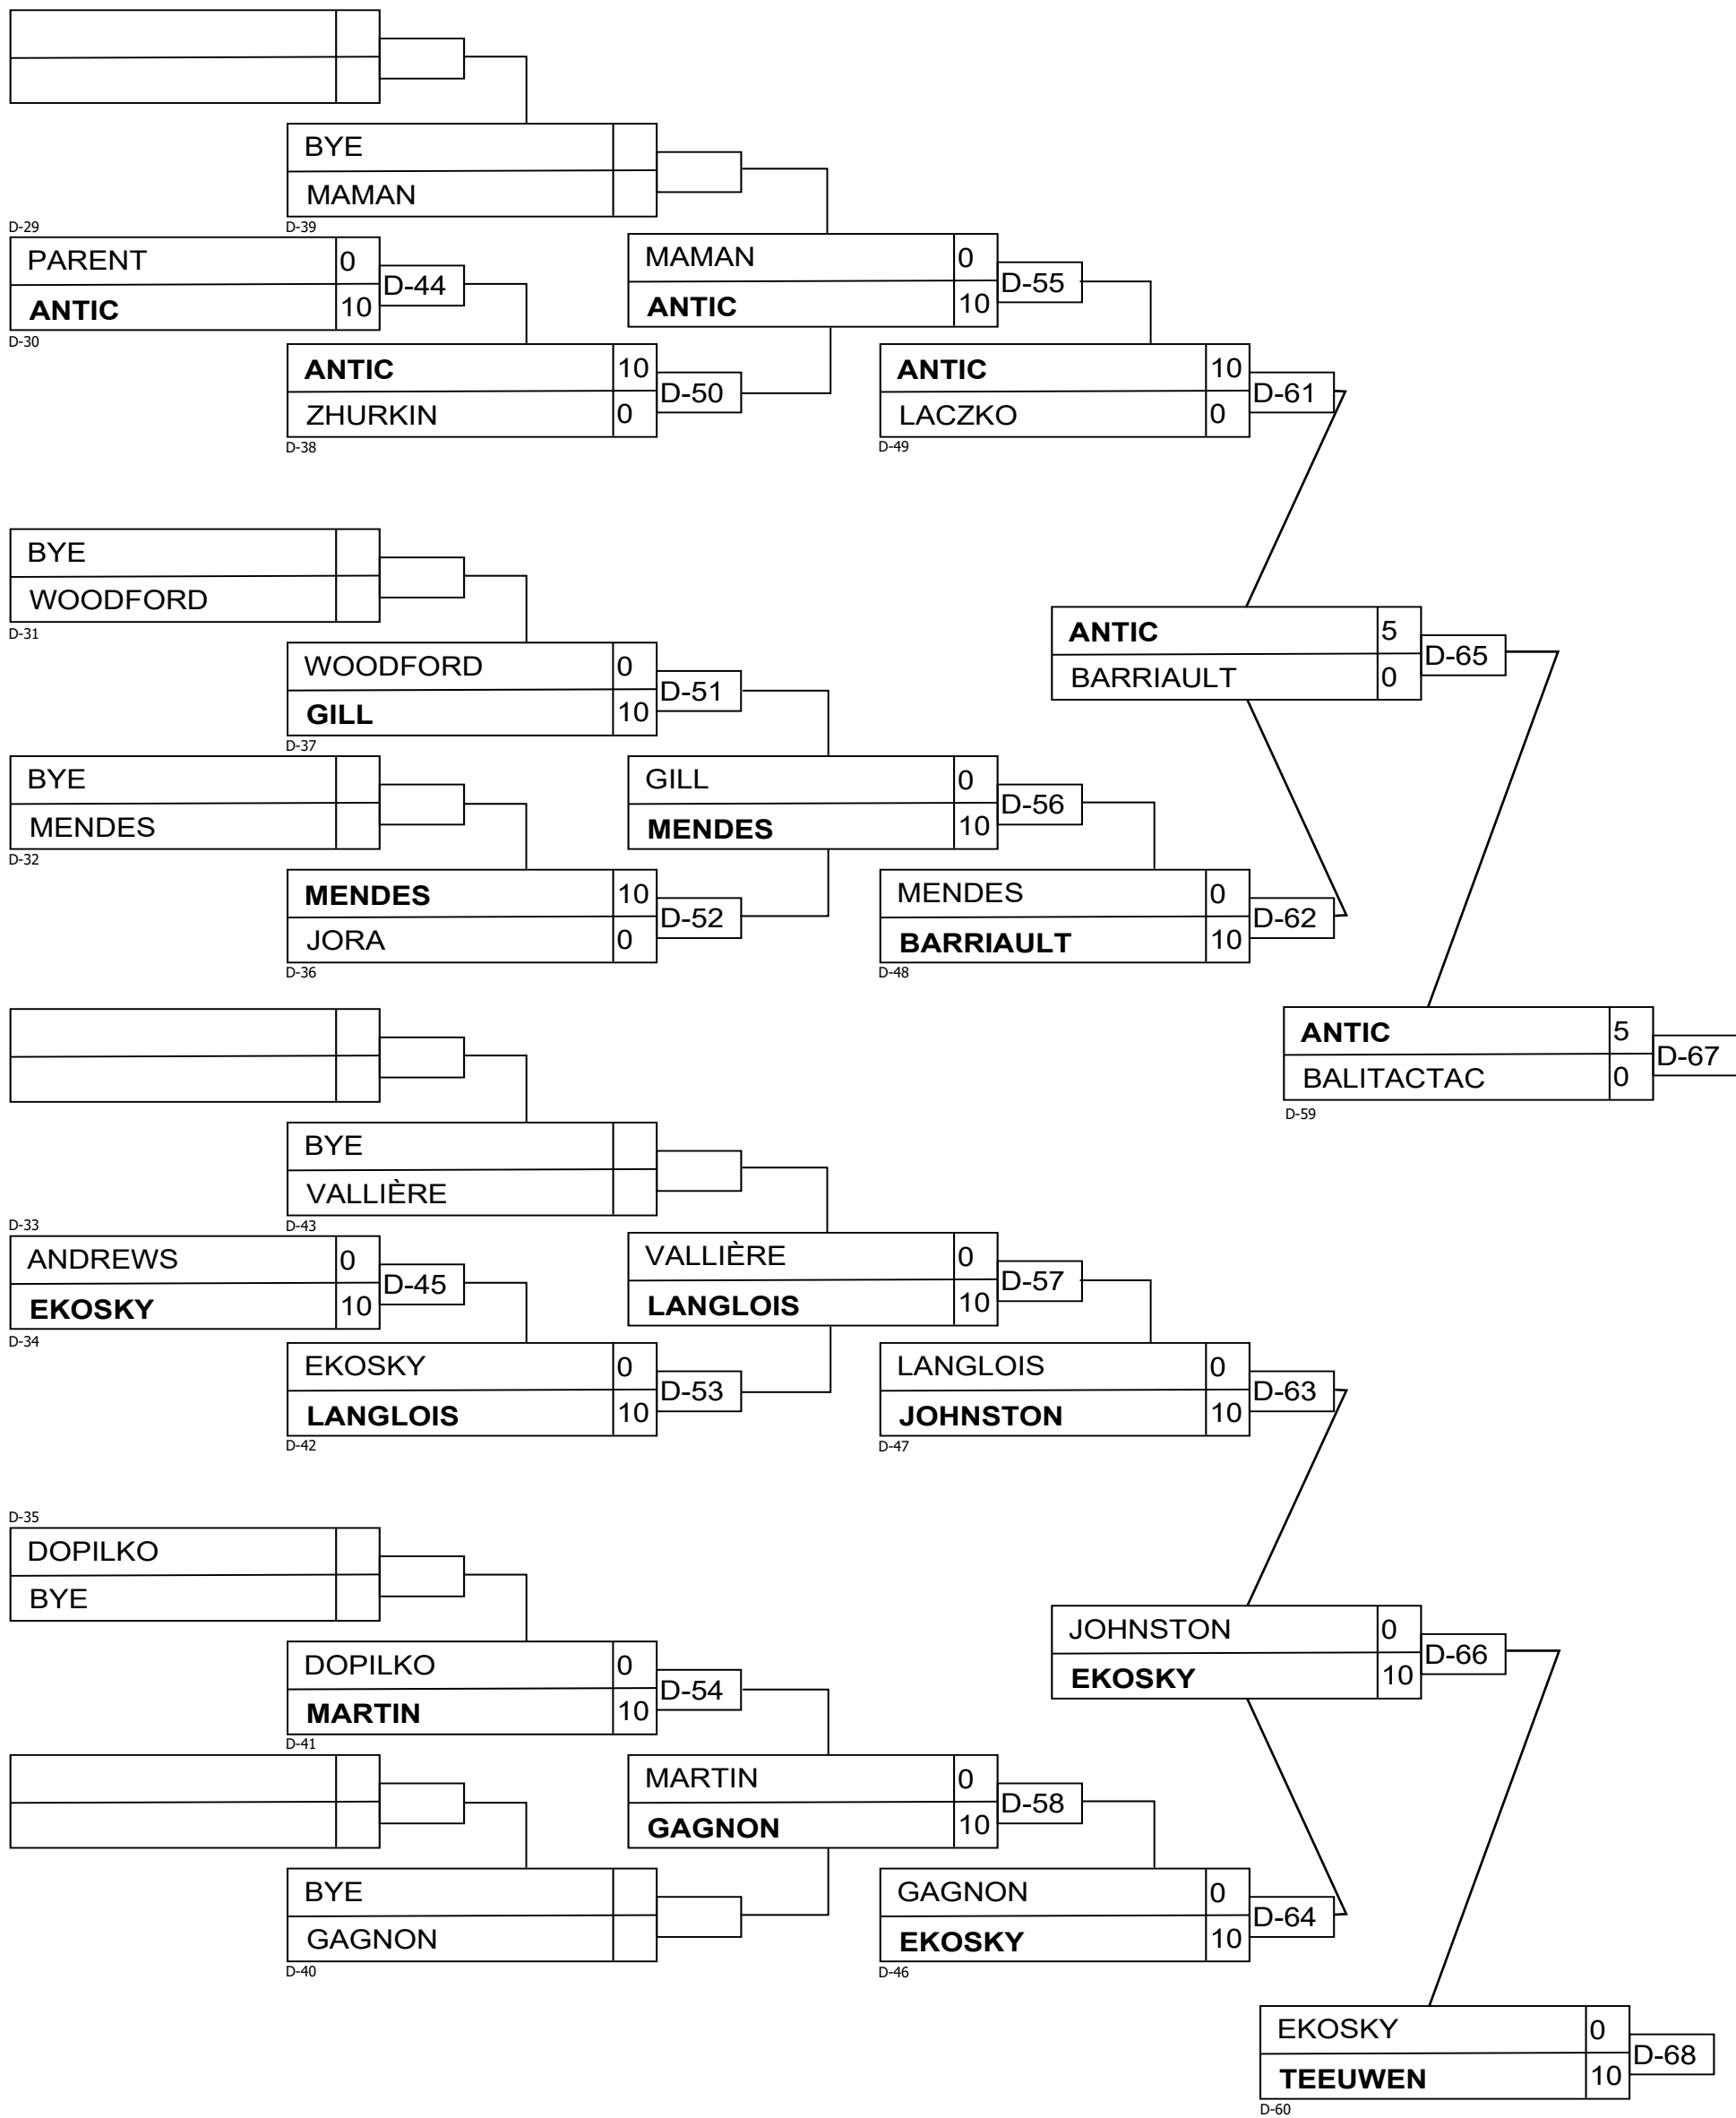 BYE
MAMAN
D-29
D-39
PARENT 0
D-44
ANTIC 10
D-30
MAMAN 0
D-55
ANTIC 10
ANTIC 10
D-50
ZHURKIN 0
D-38
ANTIC 10
D-61
LACZKO 0
D-49
BYE
WOODFORD
D-31
ANTIC 5
D-65
BARRIAULT 0
WOODFORD 0
D-51
GILL 10
D-37
BYE
MENDES
D-32
GILL 0
D-56
MENDES 10
MENDES 10
D-52
JORA 0
D-36
MENDES 0
D-62
BARRIAULT 10
D-48
ANTIC 5
D-67
BALITACTAC 0
D-59
BYE
VALLIÈRE
D-33
D-43
ANDREWS 0
D-45
EKOSKY 10
D-34
VALLIÈRE 0
D-57
LANGLOIS 10
EKOSKY 0
D-53
LANGLOIS 10
D-42
LANGLOIS 0
D-63
JOHNSTON 10
D-47
D-35
DOPILKO
BYE
JOHNSTON 0
D-66
EKOSKY 10
DOPILKO 0
D-54
MARTIN 10
D-41
MARTIN 0
D-58
GAGNON 10
BYE
GAGNON
D-40
GAGNON 0
D-64
EKOSKY 10
D-46
EKOSKY 0
D-68
TEEUWEN 10
D-60